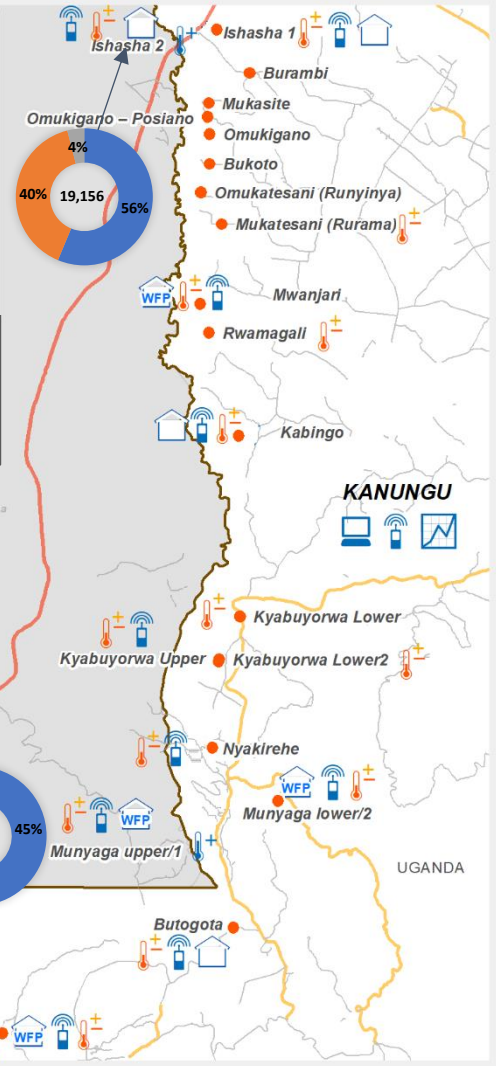 Ishasha 2
Ishasha 1
Burambi
Mukasite
Omukigano – Posiano
Omukigano
4%
40%
19,156
56%
Bukoto
Omukatesani (Runyinya)
Mukatesani (Rurama)
WFP
Mwanjari
Rwamagali
Kabingo
KANUNGU
Kyabuyorwa Lower
Kyabuyorwa Upper
Kyabuyorwa Lower2
Nyakirehe
WFP
Munyaga lower/2
45%
WFP
Munyaga upper/1
UGANDA
Butogota
WFP